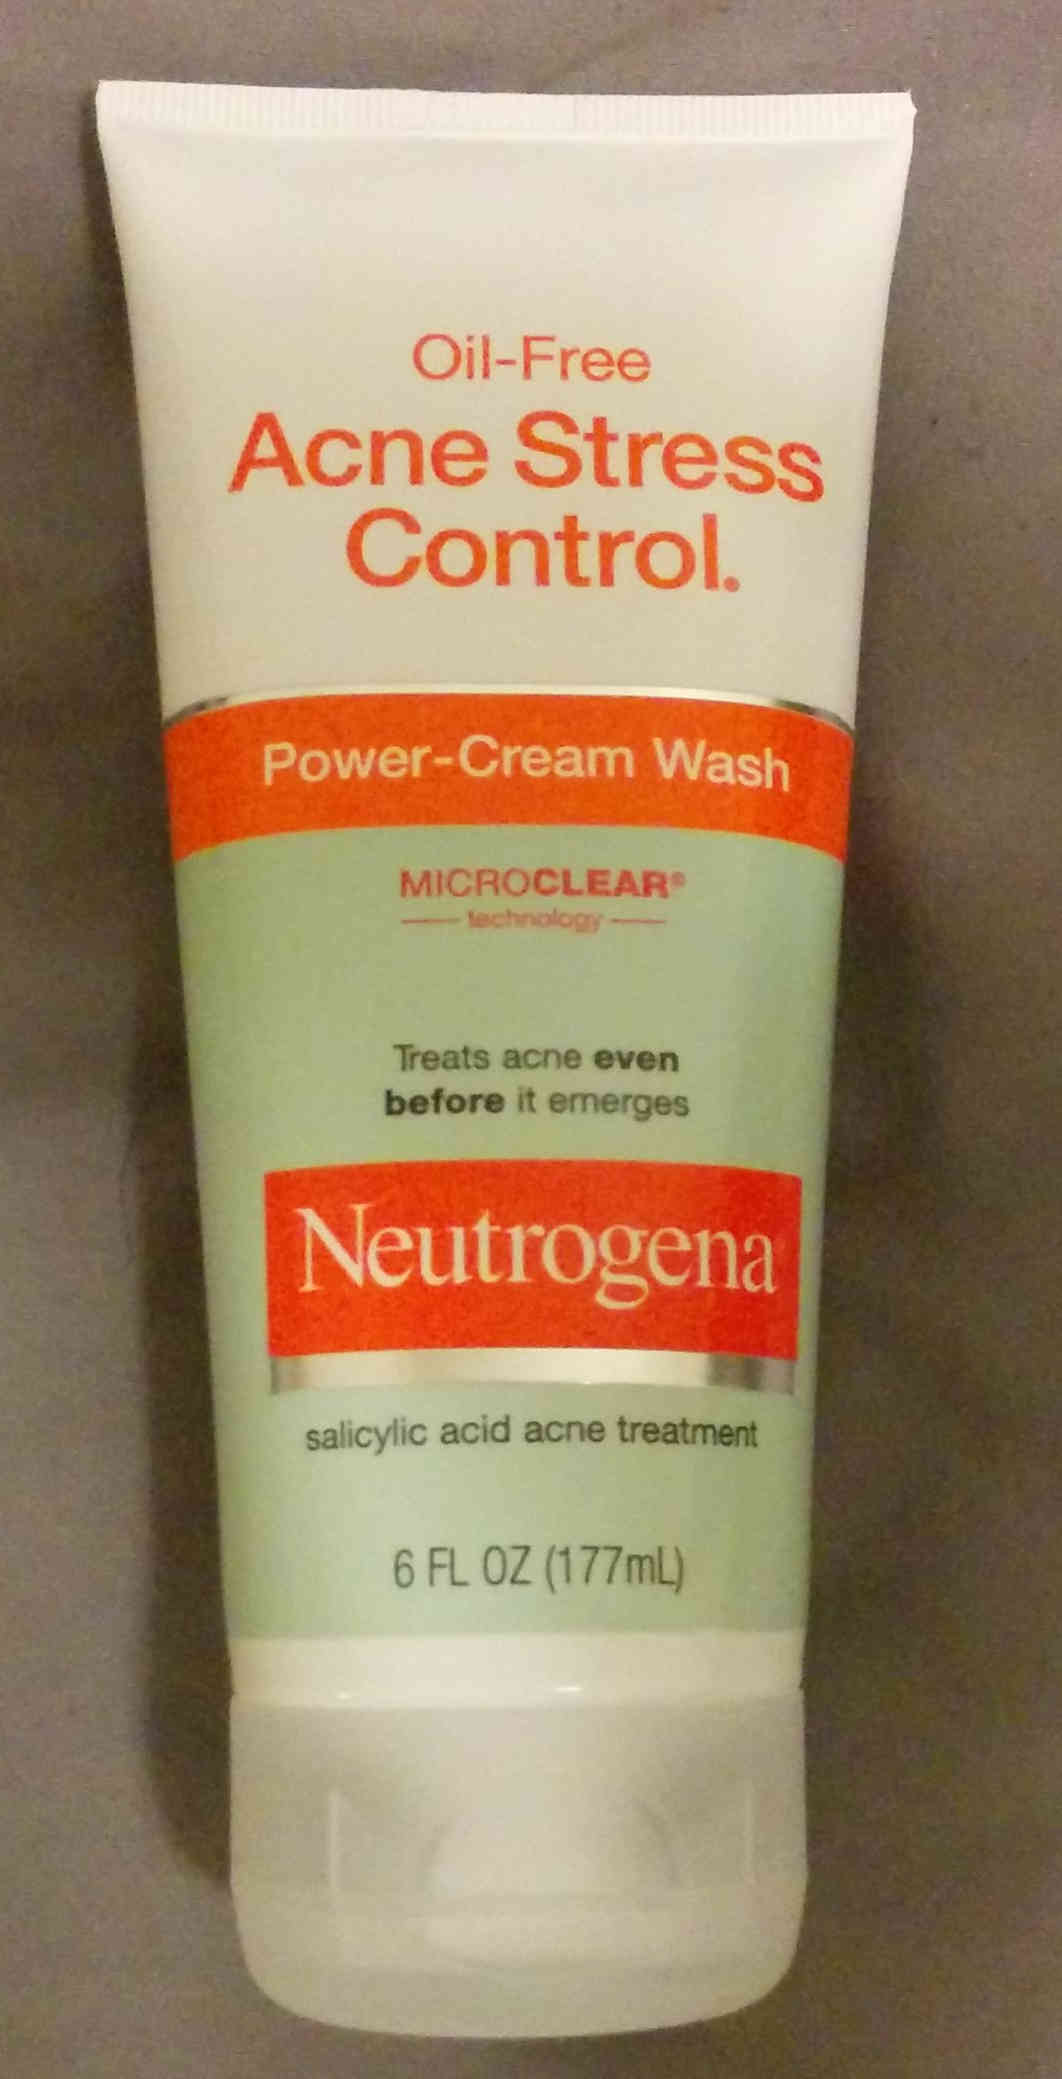 Oil-Free
Acne Stress
Control®
Power-Cream Wash
MICROCLEAR®
technology
Treats acne even
before it emerges
Neutrogena
salicylic acid acne treatment
6 FL OZ (177mL)